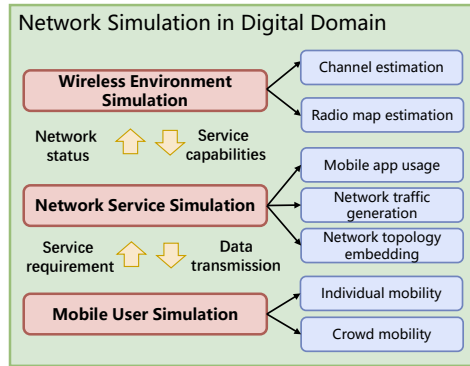 Network Simulation in Digital Domain
Wireless Environment
Simulation
Channel estimation
Radio map estimation
Network
status
Service
capabilities
Network Service Simulation
Mobile app usage
Network traffic
generation
Network topology
embedding
Service
requirement
Data
transmission
Mobile User Simulation
Individual mobility
Crowd mobility